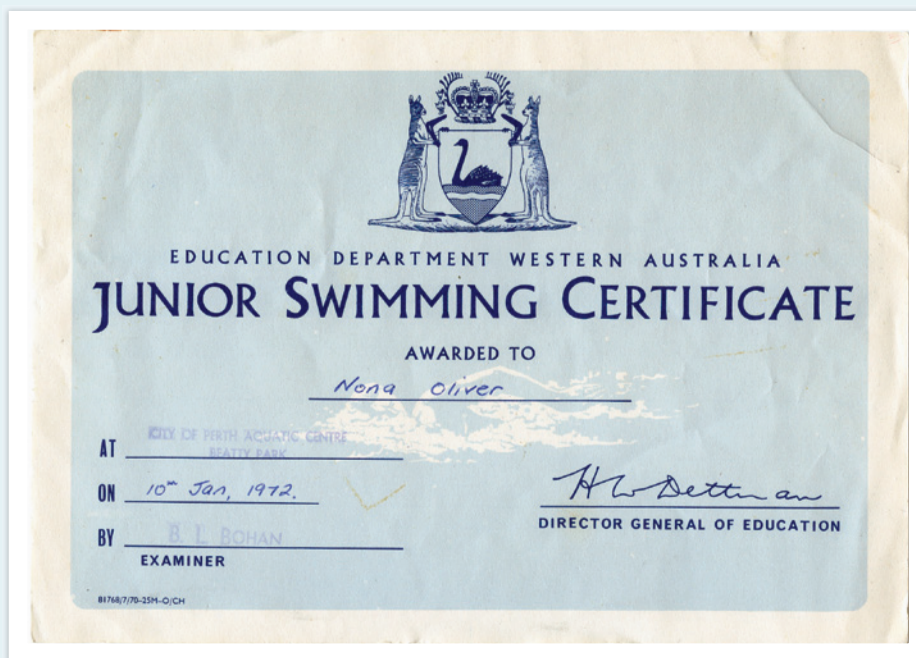 EDUCATION DEPARTMENT WESTERN AUSTRALIA
JUNIOR SWIMMING CERTIFICATE
AWARDED TO
Nona Oliver
AT CITY OF PERTH AQUATIC CENTRE
BEATTY PARK
ON 10th Jan, 1972.
BY B. L. BOHAN
EXAMINER
H W Dettman
DIRECTOR GENERAL OF EDUCATION
81768/7/70-25M-O/CH